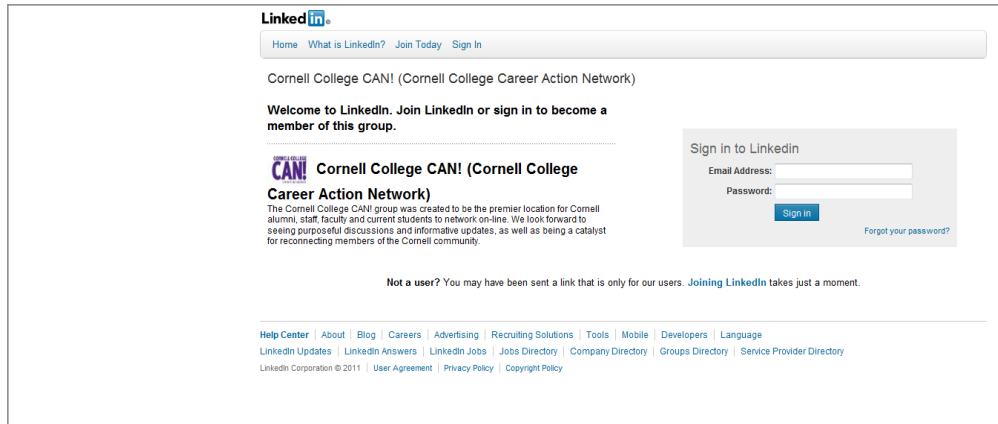 Linked in®
Home What is LinkedIn? Join Today Sign In
Cornell College CAN! (Cornell College Career Action Network)
Welcome to LinkedIn. Join LinkedIn or sign in to become a
member of this group.
CORNELL COLLEGE
CAN!
Cornell College CAN! (Cornell College
Career Action Network)
The Cornell College CAN! group was created to be the premier location for Cornell
alumni, staff, faculty and current students to network on-line. We look forward to
seeing purposeful discussions and informative updates, as well as being a catalyst
for reconnecting members of the Cornell community.
Sign in to Linkedin
Email Address:
Password:
Sign in
Forgot your password?
Not a user? You may have been sent a link that is only for our users. Joining LinkedIn takes just a moment.
Help Center | About | Blog | Careers | Advertising | Recruiting Solutions | Tools | Mobile | Developers | Language
LinkedIn Updates | LinkedIn Answers | LinkedIn Jobs | Jobs Directory | Company Directory | Groups Directory | Service Provider Directory
LinkedIn Corporation © 2011 | User Agreement | Privacy Policy | Copyright Policy